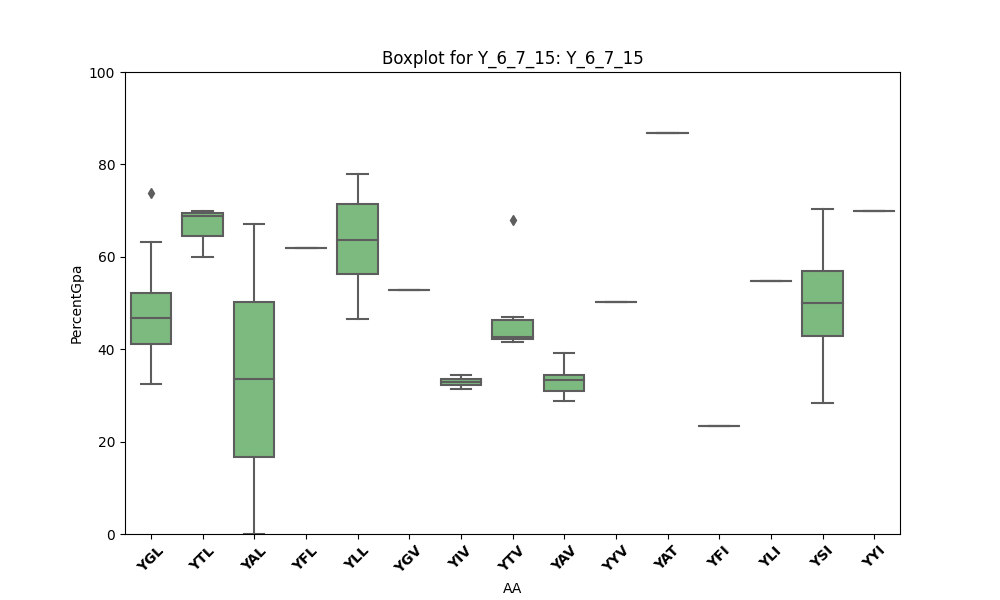 Boxplot for Y_6_7_15: Y_6_7_15
100
80
60
40
20
0
PercentGpa
YGL YTL YAL YFL YLL YGV YIV YTV YAV YYV YAT YFI YLI YSI YYI
AA